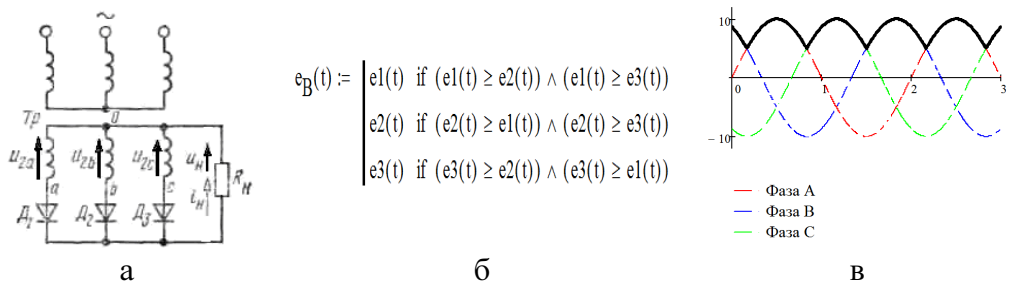 ~
Тр
0
u2a
u2b
u2c
uн
iн
Rн
a
b
c
Д1
Д2
Д3
а
eB(t) := e1(t) if (e1(t) ≥ e2(t)) ∧ (e1(t) ≥ e3(t))
e2(t) if (e2(t) ≥ e1(t)) ∧ (e2(t) ≥ e3(t))
e3(t) if (e3(t) ≥ e2(t)) ∧ (e3(t) ≥ e1(t))
б
10
0 1 2 3
-10
Фаза A
Фаза B
Фаза C
в